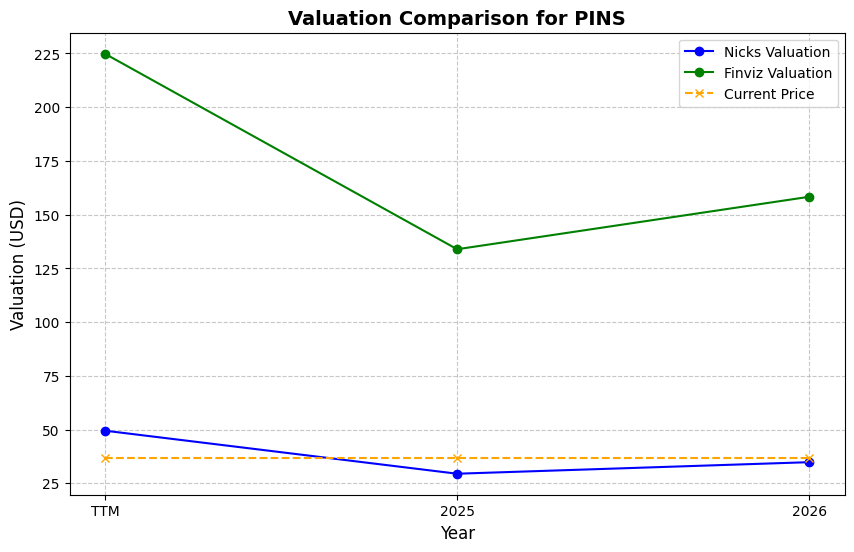 Valuation Comparison for PINS
Nicks Valuation
Finviz Valuation
Current Price
Valuation (USD)
225
200
175
150
125
100
75
50
25
TTM
2025
2026
Year